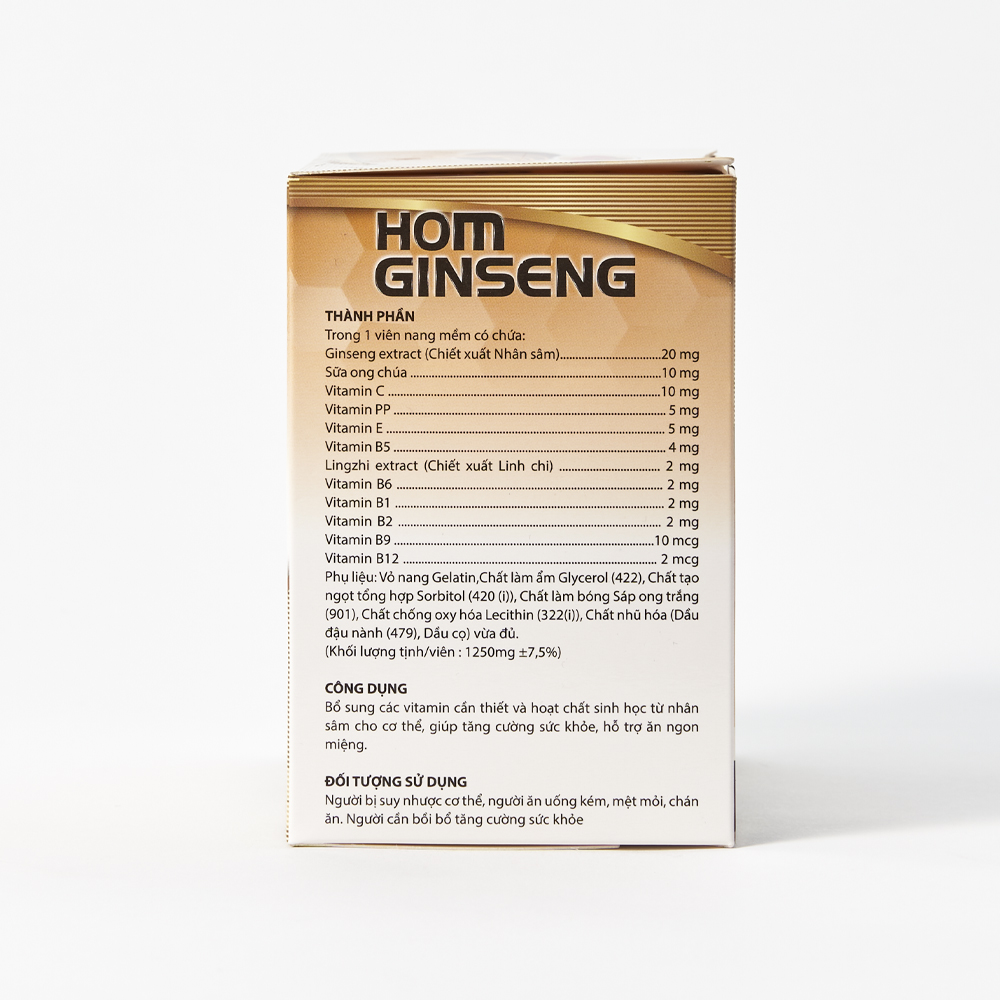 HOM
GINSENG
THÀNH PHẦN
Trong 1 viên nang mềm có chứa:
Ginseng extract (Chiết xuất Nhân sâm)..............................20 mg
Sữa ong chúa ..............................10 mg
Vitamin C ..............................10 mg
Vitamin PP .............................. 5 mg
Vitamin E .............................. 5 mg
Vitamin B5 .............................. 4 mg
Lingzhi extract (Chiết xuất Linh chi) .............................. 2 mg
Vitamin B6 .............................. 2 mg
Vitamin B1 .............................. 2 mg
Vitamin B2 .............................. 2 mg
Vitamin B9 ..............................10 mcg
Vitamin B12 .............................. 2 mcg
Phụ liệu: Vỏ nang Gelatin,Chất làm ẩm Glycerol (422), Chất tạo
ngọt tổng hợp Sorbitol (420 (i)), Chất làm bóng Sáp ong trắng
(901), Chất chống oxy hóa Lecithin (322(i)), Chất nhũ hóa (Dầu
đậu nành (479), Dầu cọ) vừa đủ.
(Khối lượng tịnh/viên : 1250mg ±7,5%)
CÔNG DỤNG
Bổ sung các vitamin cần thiết và hoạt chất sinh học từ nhân
sâm cho cơ thể, giúp tăng cường sức khỏe, hỗ trợ ăn ngon
miệng.
ĐỐI TƯỢNG SỬ DỤNG
Người bị suy nhược cơ thể, người ăn uống kém, mệt mỏi, chán
ăn. Người cần bồi bổ tăng cường sức khỏe